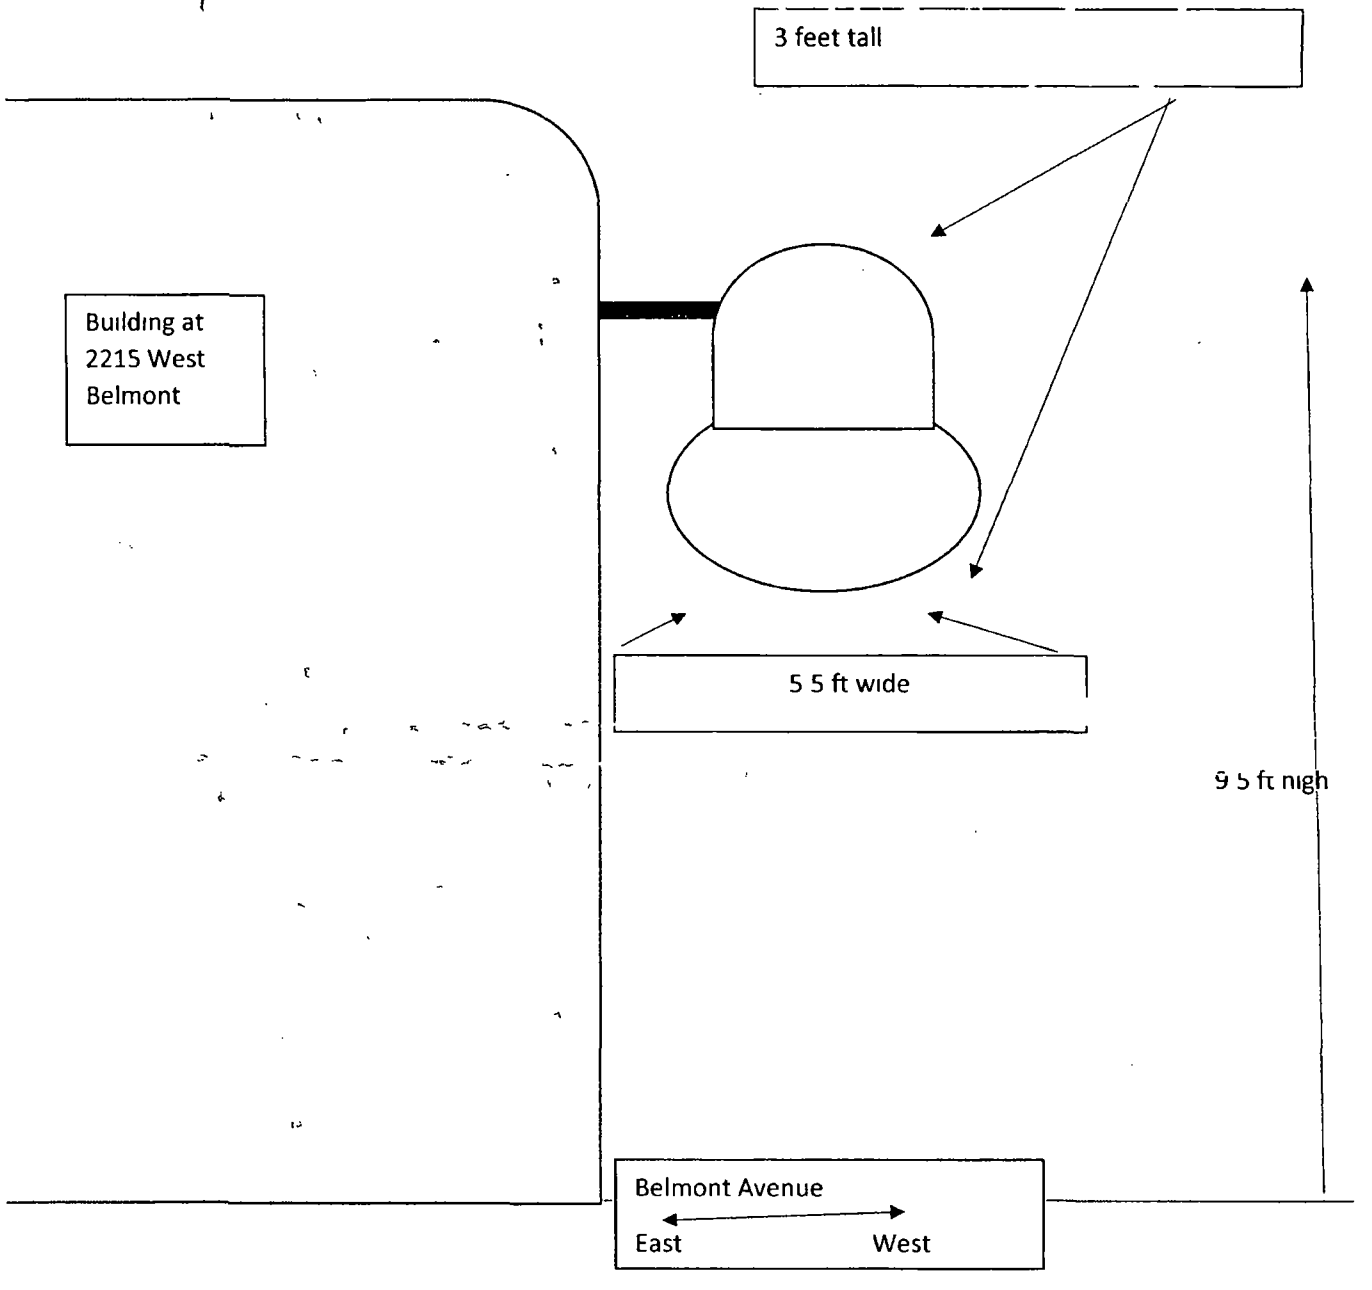 3 feet tall
Building at
2215 West
Belmont
5 5 ft wide
9 5 ft high
Belmont Avenue
East West